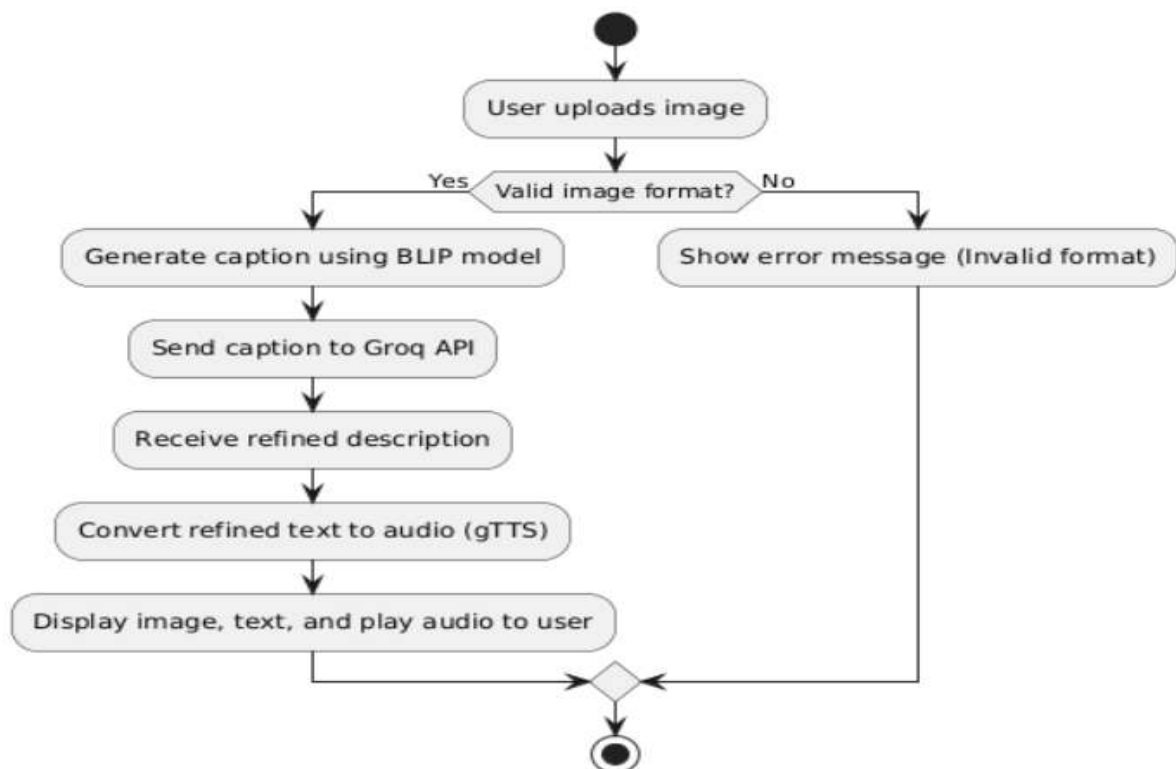 User uploads image
Yes
Valid image format?
No
Generate caption using BLIP model
Show error message (Invalid format)
Send caption to Groq API
Receive refined description
Convert refined text to audio (gTTS)
Display image, text, and play audio to user